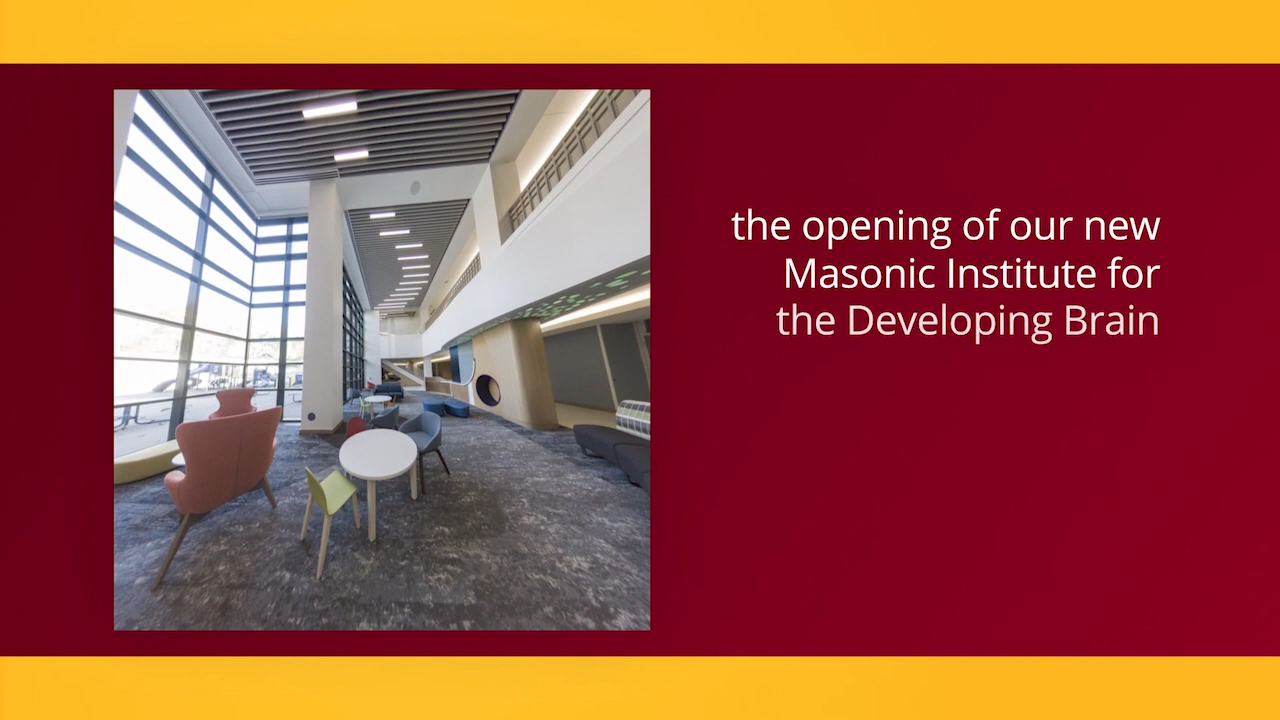 the opening of our new
Masonic Institute for
the Developing Brain